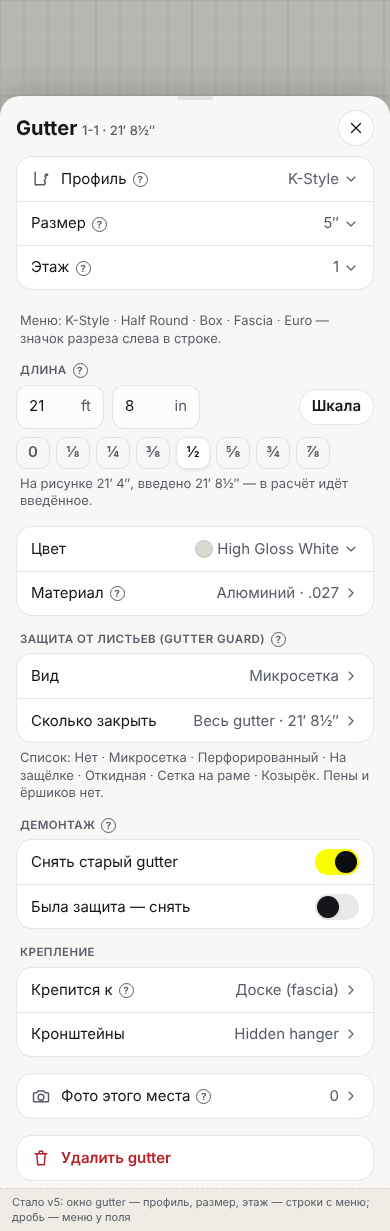 Gutter 1-1 · 21′ 8½″
Профиль ? K-Style
Размер ? 5″
Этаж ? 1
Меню: K-Style · Half Round · Box · Fascia · Euro —
значок разреза слева в строке.
ДЛИНА ?
21 ft 8 in Шкала
0 ⅛ ¼ ⅜ ½ ⅝ ¾ ⅞
На рисунке 21′ 4″, введено 21′ 8½″ — в расчёт идёт
введённое.
Цвет High Gloss White
Материал ? Алюминий · .027
ЗАЩИТА ОТ ЛИСТЬЕВ (GUTTER GUARD) ?
Вид Микросетка
Сколько закрыть Весь gutter · 21′ 8½″
Список: Нет · Микросетка · Перфорированный · На
защёлке · Откидная · Сетка на раме · Козырёк. Пены и
ёршиков нет.
ДЕМОНТАЖ ?
Снять старый gutter
Была защита — снять
КРЕПЛЕНИЕ
Крепится к ? Доске (fascia)
Кронштейны Hidden hanger
Фото этого места ? 0
Удалить gutter
Стало v5: окно gutter — профиль, размер, этаж — строки с меню;
дробь — меню у поля